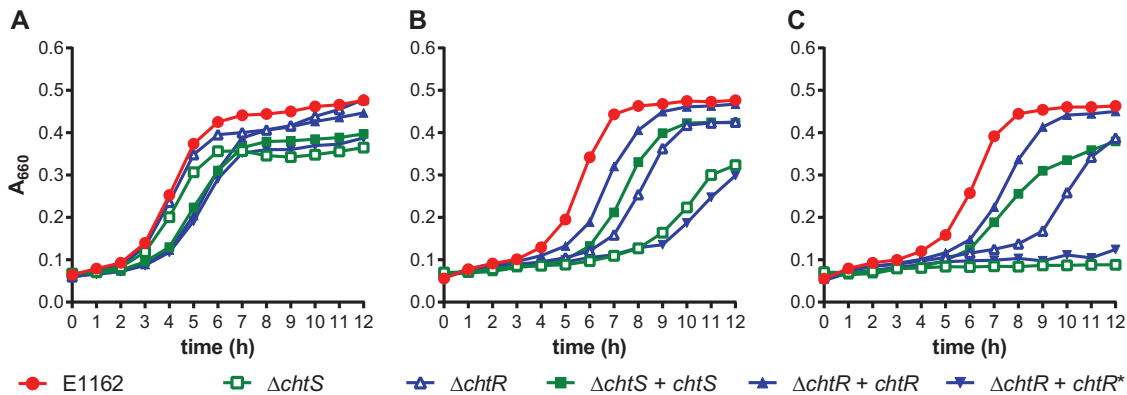 A B C
A660
0.6 0.5 0.4 0.3 0.2 0.1 0.0
0 1 2 3 4 5 6 7 8 9 10 11 12
time (h)
0.6 0.5 0.4 0.3 0.2 0.1 0.0
0 1 2 3 4 5 6 7 8 9 10 11 12
time (h)
0.6 0.5 0.4 0.3 0.2 0.1 0.0
0 1 2 3 4 5 6 7 8 9 10 11 12
time (h)
E1162 ΔchtS ΔchtR ΔchtS + chtS ΔchtR + chtR ΔchtR + chtR*